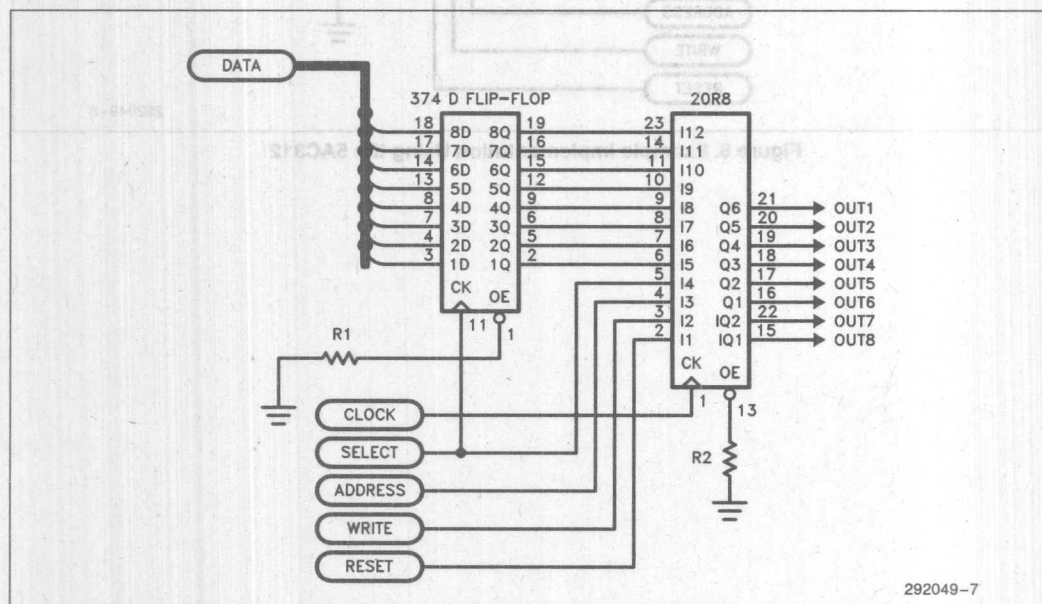 DATA
374 D FLIP-FLOP
20R8
18 8D 8Q 19 23 I12
17 7D 7Q 16 14 I11
14 6D 6Q 15 11 I10
13 5D 5Q 12 10 I9
8 4D 4Q 9 9 I8 Q6 21 OUT1
7 3D 3Q 6 8 I7 Q5 20 OUT2
4 2D 2Q 5 7 I6 Q4 19 OUT3
3 1D 1Q 2 6 I5 Q3 18 OUT4
5 I4 Q2 17 OUT5
4 I3 Q1 16 OUT6
3 I2 IQ2 22 OUT7
2 I1 IQ1 15 OUT8
CK OE
11 1
R1
CK OE
1 13
CLOCK
SELECT
R2
ADDRESS
WRITE
RESET
292049-7